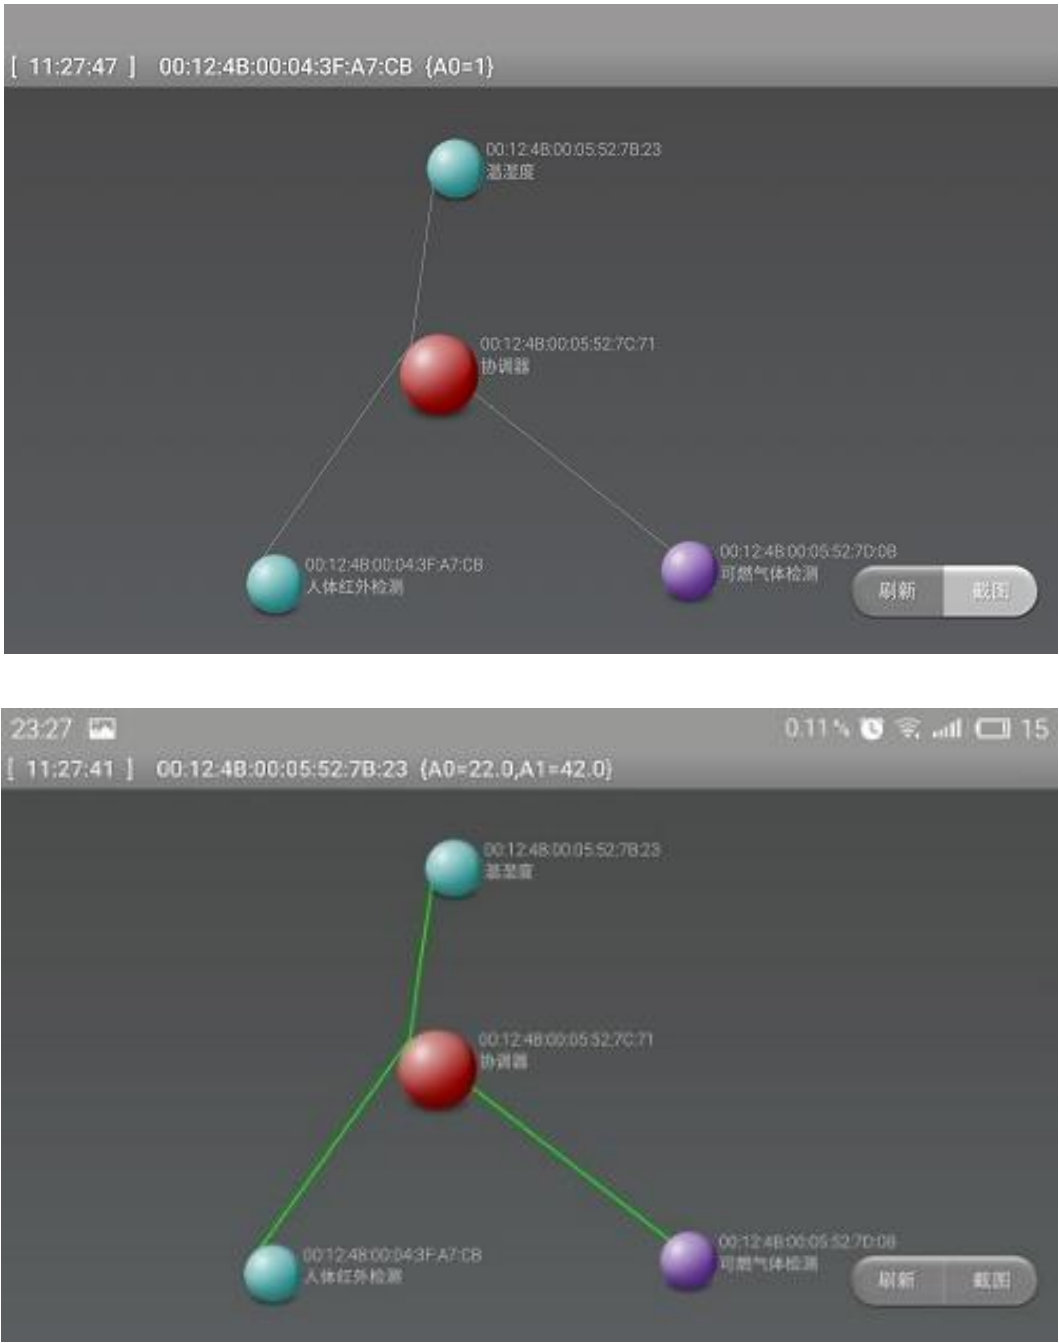 [ 11:27:47 ] 00:12:4B:00:04:3F:A7:CB {A0=1}
00:12:4B:00:05:52:7B:23
温湿度
00:12:4B:00:05:52:7C:71
协调器
00:12:4B:00:04:3F:A7:CB
人体红外检测
00:12:4B:00:05:52:7D:0B
可燃气体检测
刷新 截图
23:27 0.11% 15
[ 11:27:41 ] 00:12:4B:00:05:52:7B:23 {A0=22.0,A1=42.0}
00:12:4B:00:05:52:7B:23
温湿度
00:12:4B:00:05:52:7C:71
协调器
00:12:4B:00:04:3F:A7:CB
人体红外检测
00:12:4B:00:05:52:7D:0B
可燃气体检测
刷新 截图